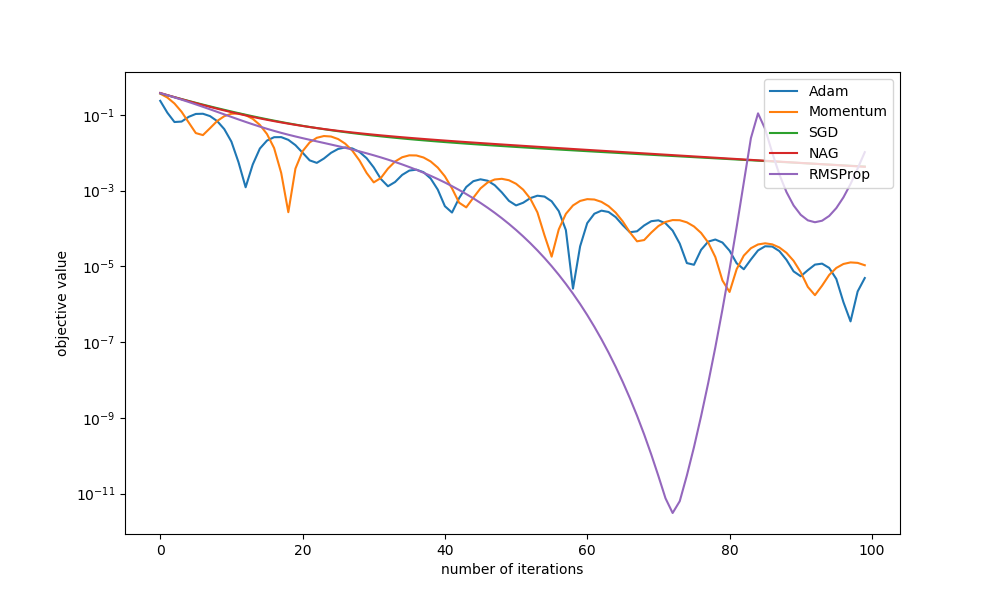 10⁻¹
10⁻³
10⁻⁵
10⁻⁷
10⁻⁹
10⁻¹¹
objective value
0 20 40 60 80 100
number of iterations
Adam
Momentum
SGD
NAG
RMSProp